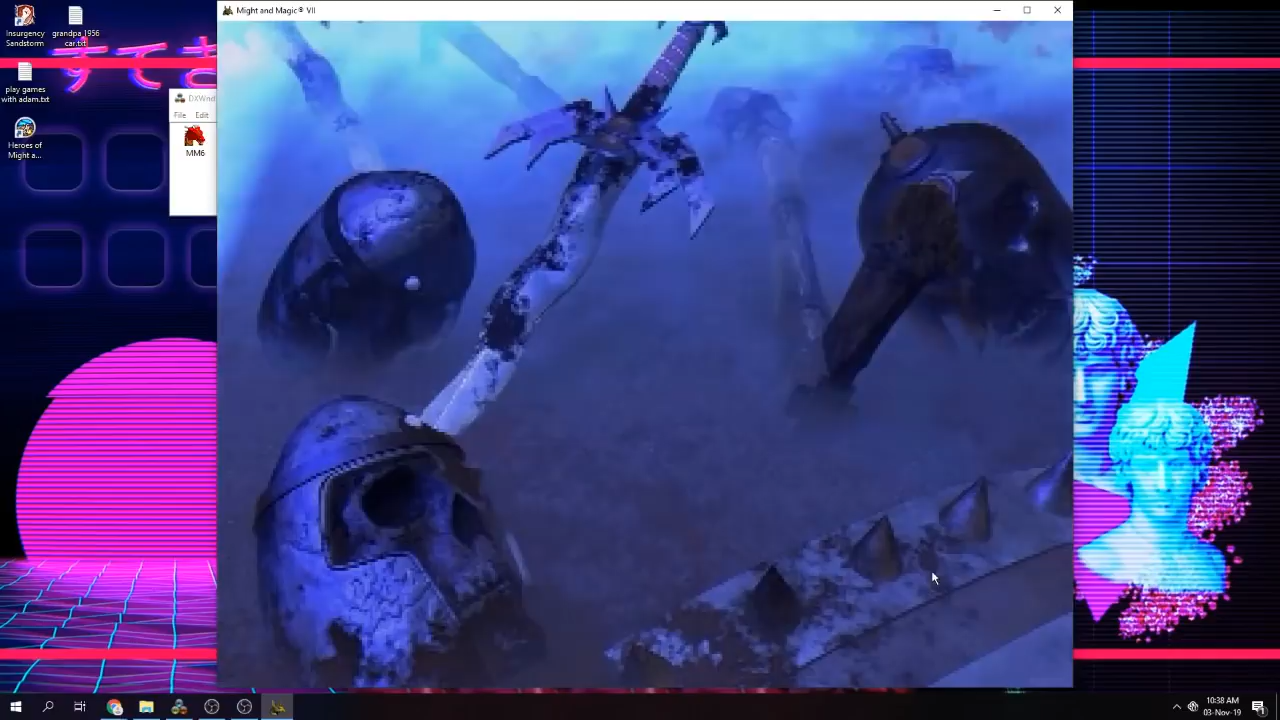 Insurgency
Sandstorm
grandpa 1956
car.txt
すてき
play games
with adam.txt
Heroes of
Might a...
DXWnd
File
Edit
MM6
Might and Magic® VII
10:38 AM
03-Nov-19